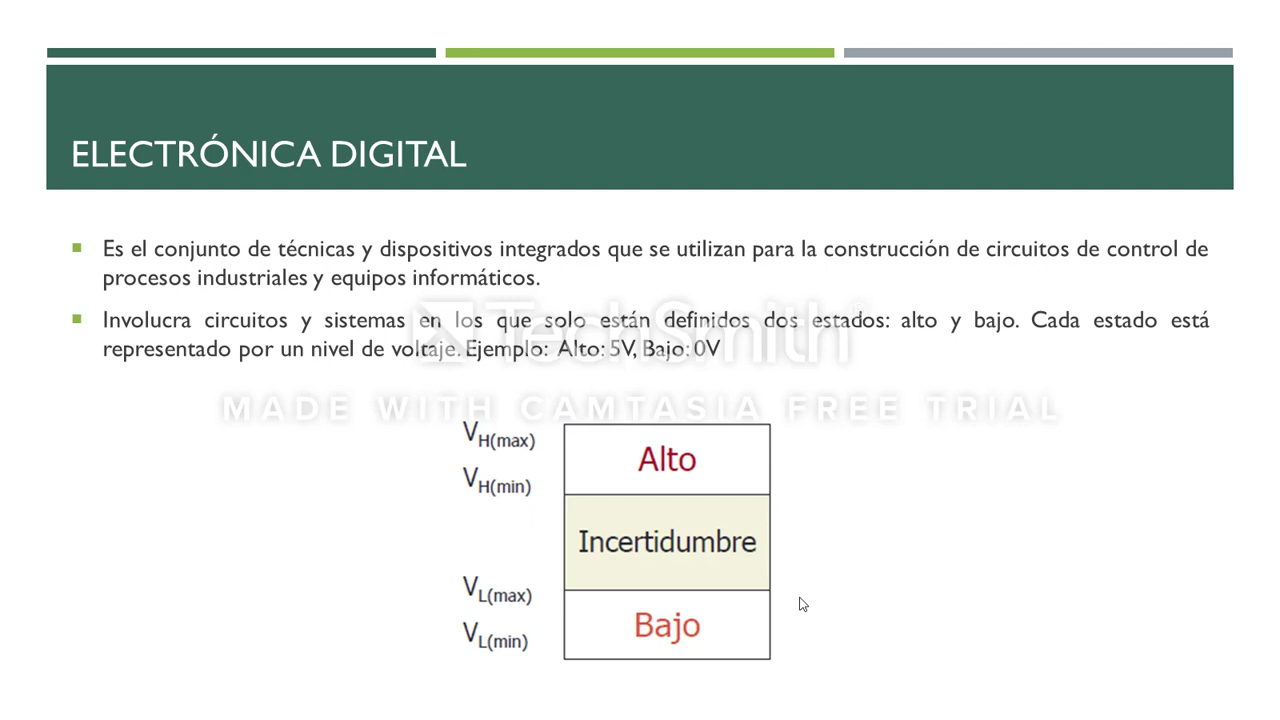 ELECTRÓNICA DIGITAL
Es el conjunto de técnicas y dispositivos integrados que se utilizan para la construcción de circuitos de control de
procesos industriales y equipos informáticos.
Involucra circuitos y sistemas en los que solo están definidos dos estados: alto y bajo. Cada estado está
representado por un nivel de voltaje. Ejemplo: Alto: 5V, Bajo: 0V
TechSmith®
MADE WITH CAMTASIA FREE TRIAL
VH(max)
Alto
VH(min)
Incertidumbre
VL(max)
Bajo
VL(min)